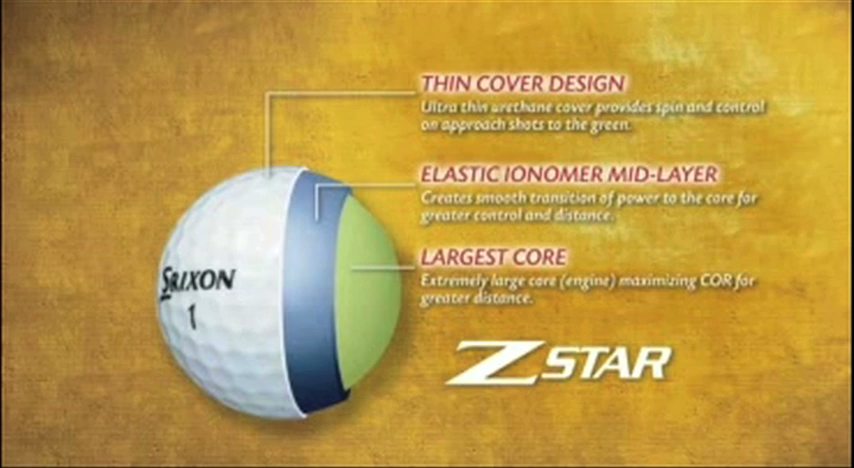 THIN COVER DESIGN
Ultra thin urethane cover provides spin and control
on approach shots to the green.
ELASTIC IONOMER MID-LAYER
Creates smooth transition of power to the core for
greater control and distance.
LARGEST CORE
Extremely large core (engine) maximizing COR for
greater distance.
SRIXON
1
Z STAR